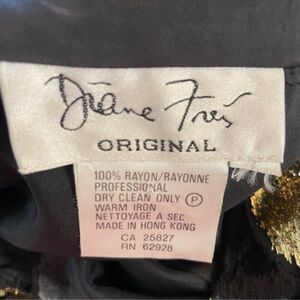 Diane Freis
ORIGINAL
100% RAYON/RAYONNE
PROFESSIONAL
DRY CLEAN ONLY Ⓟ
WARM IRON
NETTOYAGE A SEC
MADE IN HONG KONG
CA 25827
RN 62928